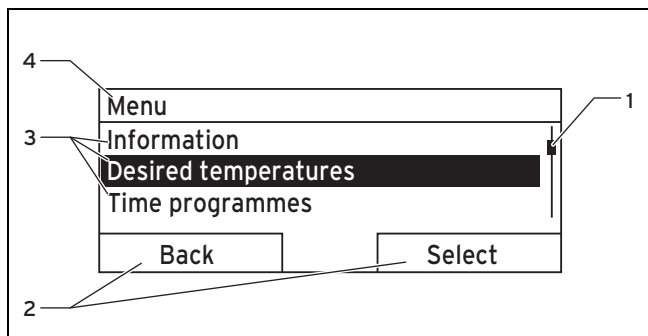 4
Menu
1
3
Information
Desired temperatures
Time programmes
Back
Select
2